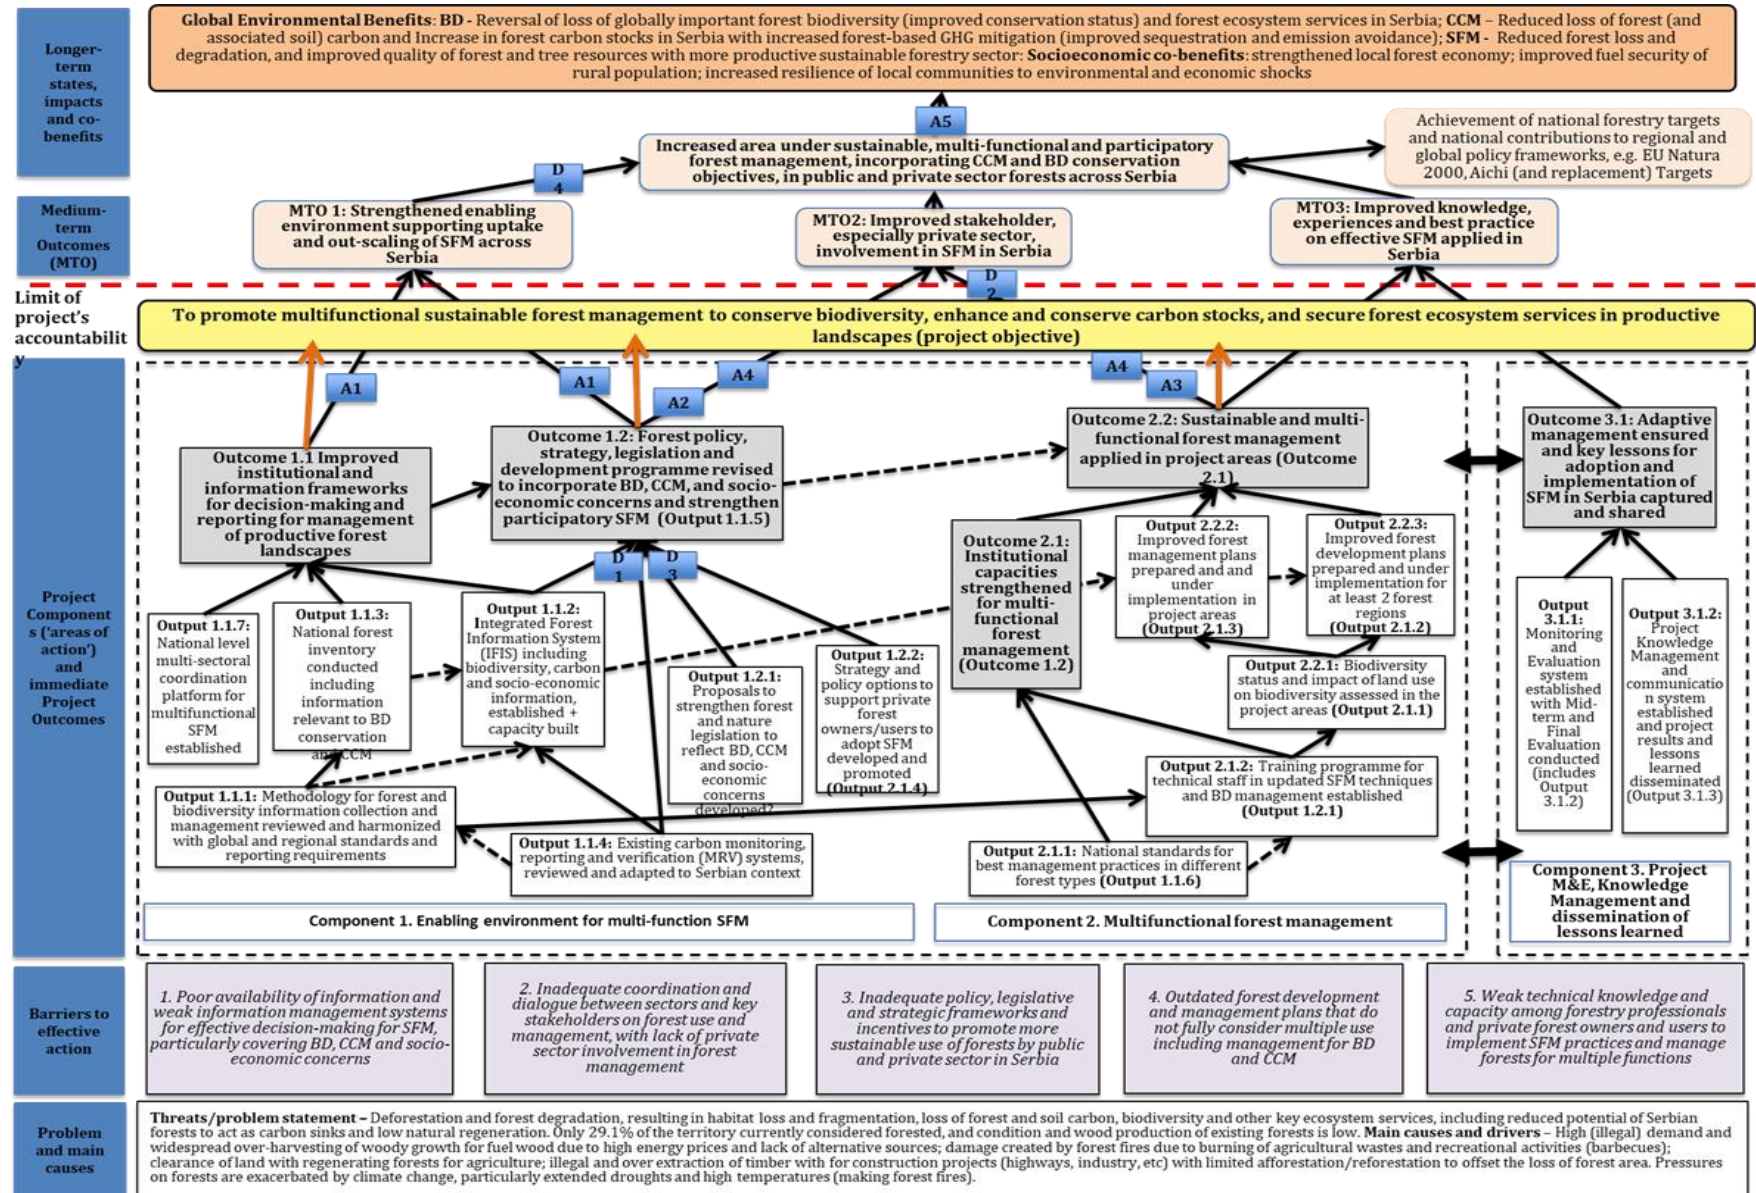 Longer-
term
states,
impacts
and co-
benefits
Global Environmental Benefits: BD - Reversal of loss of globally important forest biodiversity (improved conservation status) and forest ecosystem services in Serbia; CCM – Reduced loss of forest (and
associated soil) carbon and Increase in forest carbon stocks in Serbia with increased forest-based GHG mitigation (improved sequestration and emission avoidance); SFM - Reduced forest loss and
degradation, and improved quality of forest and tree resources with more productive sustainable forestry sector: Socioeconomic co-benefits: strengthened local forest economy; improved fuel security of
rural population; increased resilience of local communities to environmental and economic shocks
A5
Increased area under sustainable, multi-functional and participatory
forest management, incorporating CCM and BD conservation
objectives, in public and private sector forests across Serbia
Achievement of national forestry targets
and national contributions to regional and
global policy frameworks, e.g. EU Natura
2000, Aichi (and replacement) Targets
D
4
Medium-
term
Outcomes
(MTO)
MTO 1: Strengthened enabling
environment supporting uptake
and out-scaling of SFM across
Serbia
MTO2: Improved stakeholder,
especially private sector,
involvement in SFM in Serbia
MTO3: Improved knowledge,
experiences and best practice
on effective SFM applied in
Serbia
D
2
Limit of
project's
accountabilit
y
To promote multifunctional sustainable forest management to conserve biodiversity, enhance and conserve carbon stocks, and secure forest ecosystem services in productive
landscapes (project objective)
A1
A1
A2
A4
A4
A3
Project
Component
s ('areas of
action')
and
immediate
Project
Outcomes
Outcome 1.1 Improved
institutional and
information frameworks
for decision-making and
reporting for management
of productive forest
landscapes
Outcome 1.2: Forest policy,
strategy, legislation and
development programme revised
to incorporate BD, CCM, and socio-
economic concerns and strengthen
participatory SFM (Output 1.1.5)
Outcome 2.2: Sustainable and multi-
functional forest management
applied in project areas (Outcome
2.1)
Outcome 3.1: Adaptive
management ensured
and key lessons for
adoption and
implementation of
SFM in Serbia captured
and shared
D
1
D
3
Output 1.1.7:
National level
multi-sectoral
coordination
platform for
multifunctional
SFM
established
Output 1.1.3:
National forest
inventory
conducted
including
information
relevant to BD
conservation
and CCM
Output 1.1.2:
Integrated Forest
Information System
(IFIS) including
biodiversity, carbon
and socio-economic
information,
established +
capacity built
Output 1.2.1:
Proposals to
strengthen forest
and nature
legislation to
reflect BD, CCM
and socio-
economic
concerns
developed?
Output 1.2.2:
Strategy and
policy options to
support private
forest
owners/users to
adopt SFM
developed and
promoted
(Output 2.1.4)
Outcome 2.1:
Institutional
capacities
strengthened
for multi-
functional
forest
management
(Outcome 1.2)
Output 2.2.2:
Improved forest
management plans
prepared and and
under
implementation in
project areas
(Output 2.1.3)
Output 2.2.3:
Improved forest
development plans
prepared and under
implementation for
at least 2 forest
regions
(Output 2.1.2)
Output 2.2.1: Biodiversity
status and impact of land use
on biodiversity assessed in the
project areas (Output 2.1.1)
Output 2.1.2: Training programme for
technical staff in updated SFM techniques
and BD management established
(Output 1.2.1)
Output 1.1.1: Methodology for forest and
biodiversity information collection and
management reviewed and harmonized
with global and regional standards and
reporting requirements
Output 1.1.4: Existing carbon monitoring,
reporting and verification (MRV) systems,
reviewed and adapted to Serbian context
Output 2.1.1: National standards for
best management practices in different
forest types (Output 1.1.6)
Output
3.1.1:
Monitoring
and
Evaluation
system
established
with Mid-
term and
Final
Evaluation
conducted
(includes
Output
3.1.2)
Output 3.1.2:
Project
Knowledge
Management
and
communicatio
n system
established
and project
results and
lessons
learned
disseminated
(Output 3.1.3)
Component 1. Enabling environment for multi-function SFM
Component 2. Multifunctional forest management
Component 3. Project
M&E, Knowledge
Management and
dissemination of
lessons learned
Barriers to
effective
action
1. Poor availability of information and
weak information management systems
for effective decision-making for SFM,
particularly covering BD, CCM and socio-
economic concerns
2. Inadequate coordination and
dialogue between sectors and key
stakeholders on forest use and
management, with lack of private
sector involvement in forest
management
3. Inadequate policy, legislative
and strategic frameworks and
incentives to promote more
sustainable use of forests by public
and private sector in Serbia
4. Outdated forest development
and management plans that do
not fully consider multiple use
including management for BD
and CCM
5. Weak technical knowledge and
capacity among forestry professionals
and private forest owners and users to
implement SFM practices and manage
forests for multiple functions
Problem
and main
causes
Threats/problem statement – Deforestation and forest degradation, resulting in habitat loss and fragmentation, loss of forest and soil carbon, biodiversity and other key ecosystem services, including reduced potential of Serbian
forests to act as carbon sinks and low natural regeneration. Only 29.1% of the territory currently considered forested, and condition and wood production of existing forests is low. Main causes and drivers – High (illegal) demand and
widespread over-harvesting of woody growth for fuel wood due to high energy prices and lack of alternative sources; damage created by forest fires due to burning of agricultural wastes and recreational activities (barbecues);
clearance of land with regenerating forests for agriculture; illegal and over extraction of timber with for construction projects (highways, industry, etc) with limited afforestation/reforestation to offset the loss of forest area. Pressures
on forests are exacerbated by climate change, particularly extended droughts and high temperatures (making forest fires).